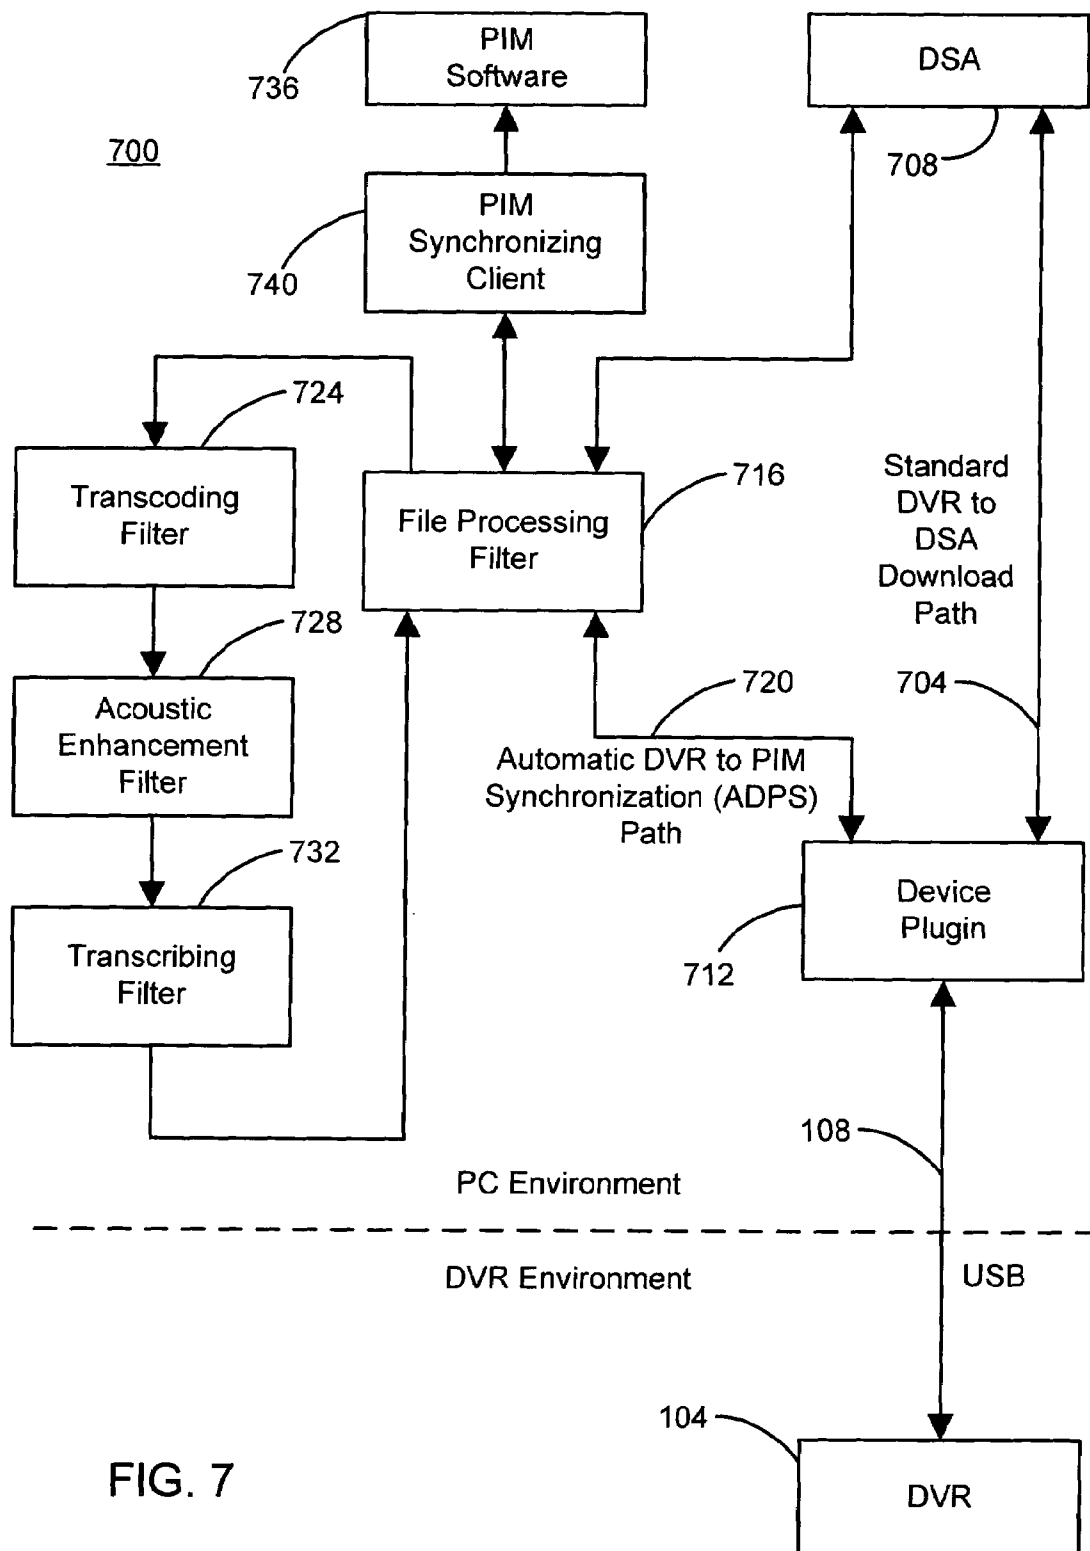 PIM
Software
736
DSA
708
700
PIM
Synchronizing
Client
740
724
Transcoding
Filter
File Processing
Filter
716
Standard
DVR to
DSA
Download
Path
704
728
Acoustic
Enhancement
Filter
720
Automatic DVR to PIM
Synchronization (ADPS)
Path
732
Transcribing
Filter
Device
Plugin
712
108
PC Environment
DVR Environment
USB
104
DVR
FIG. 7